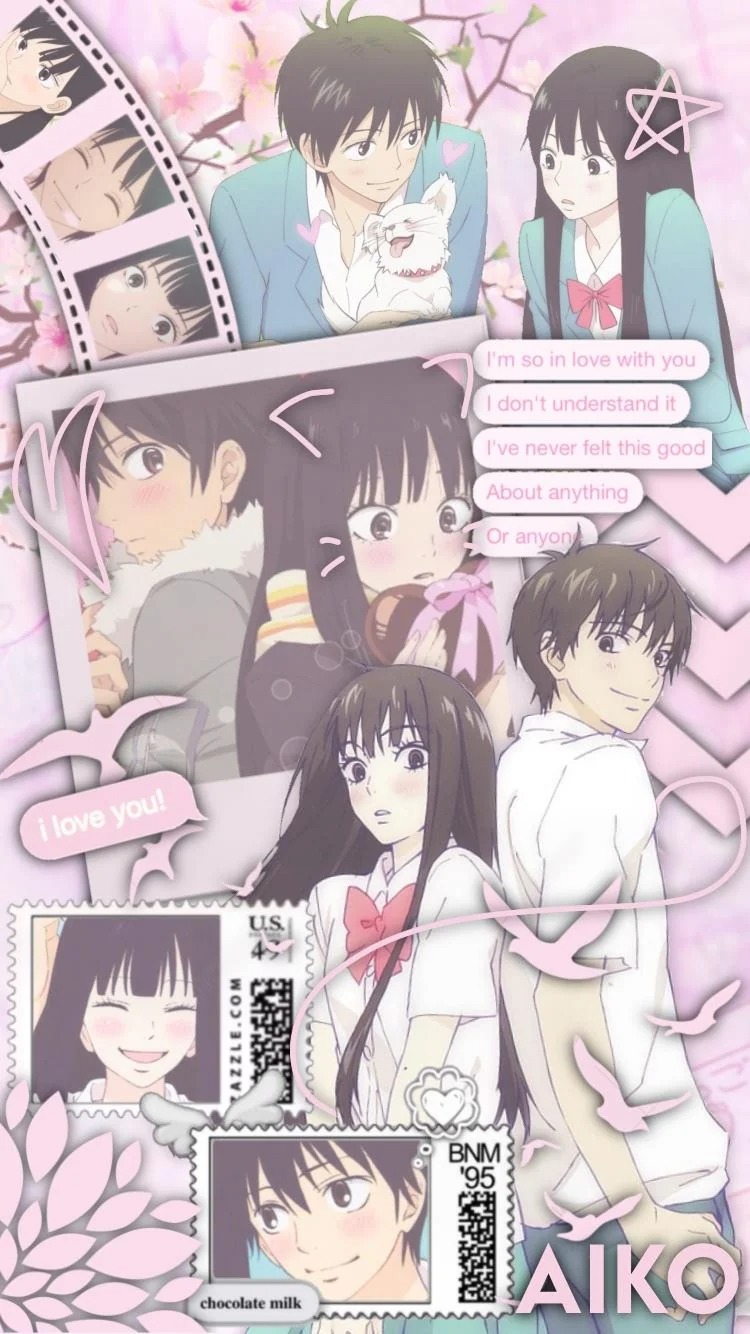 I'm so in love with you
I don't understand it
I've never felt this good
About anything
Or anyone
i love you!
U.S.
49
ZAZZLE.COM
BNM
'95
chocolate milk
AIKO